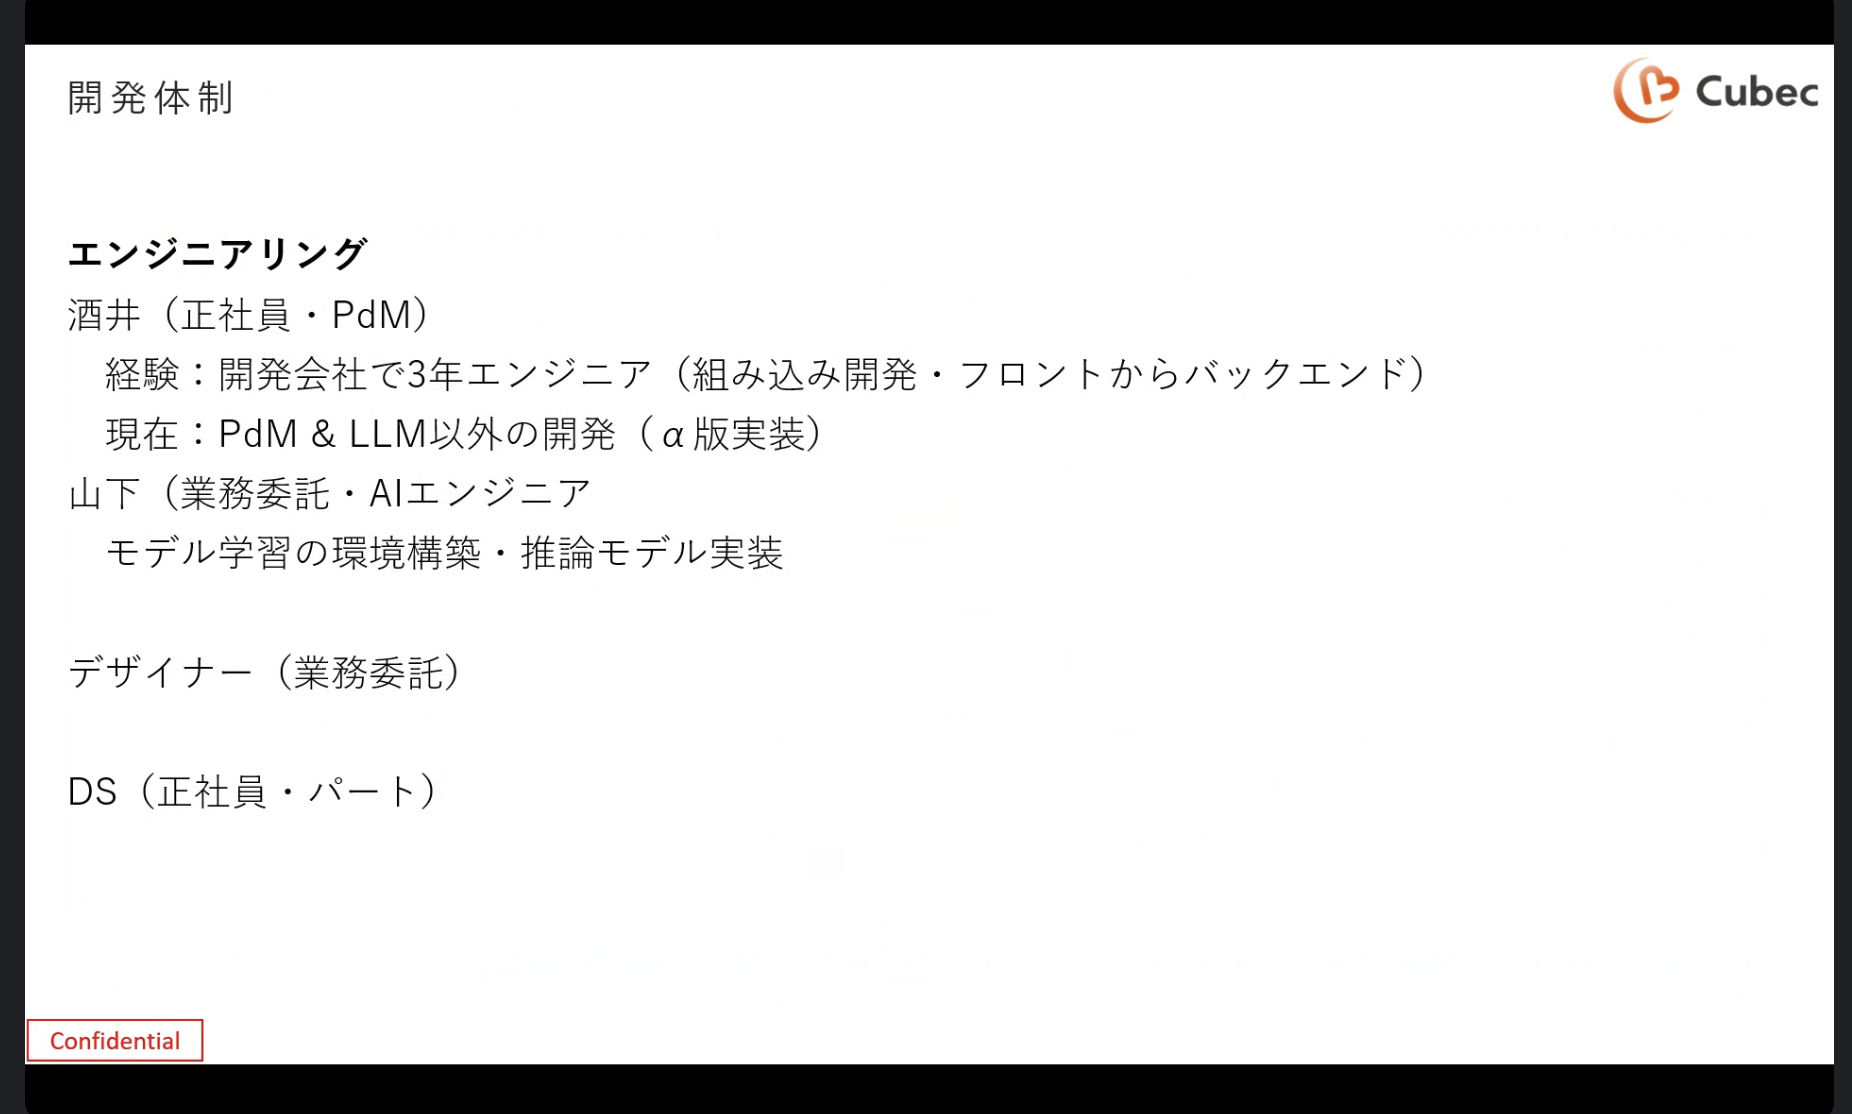 開発体制
Cubec
エンジニアリング
酒井（正社員・PdM）
経験：開発会社で3年エンジニア（組み込み開発・フロントからバックエンド）
現在：PdM & LLM以外の開発（α版実装）
山下（業務委託・AIエンジニア
モデル学習の環境構築・推論モデル実装
デザイナー（業務委託）
DS（正社員・パート）
Confidential